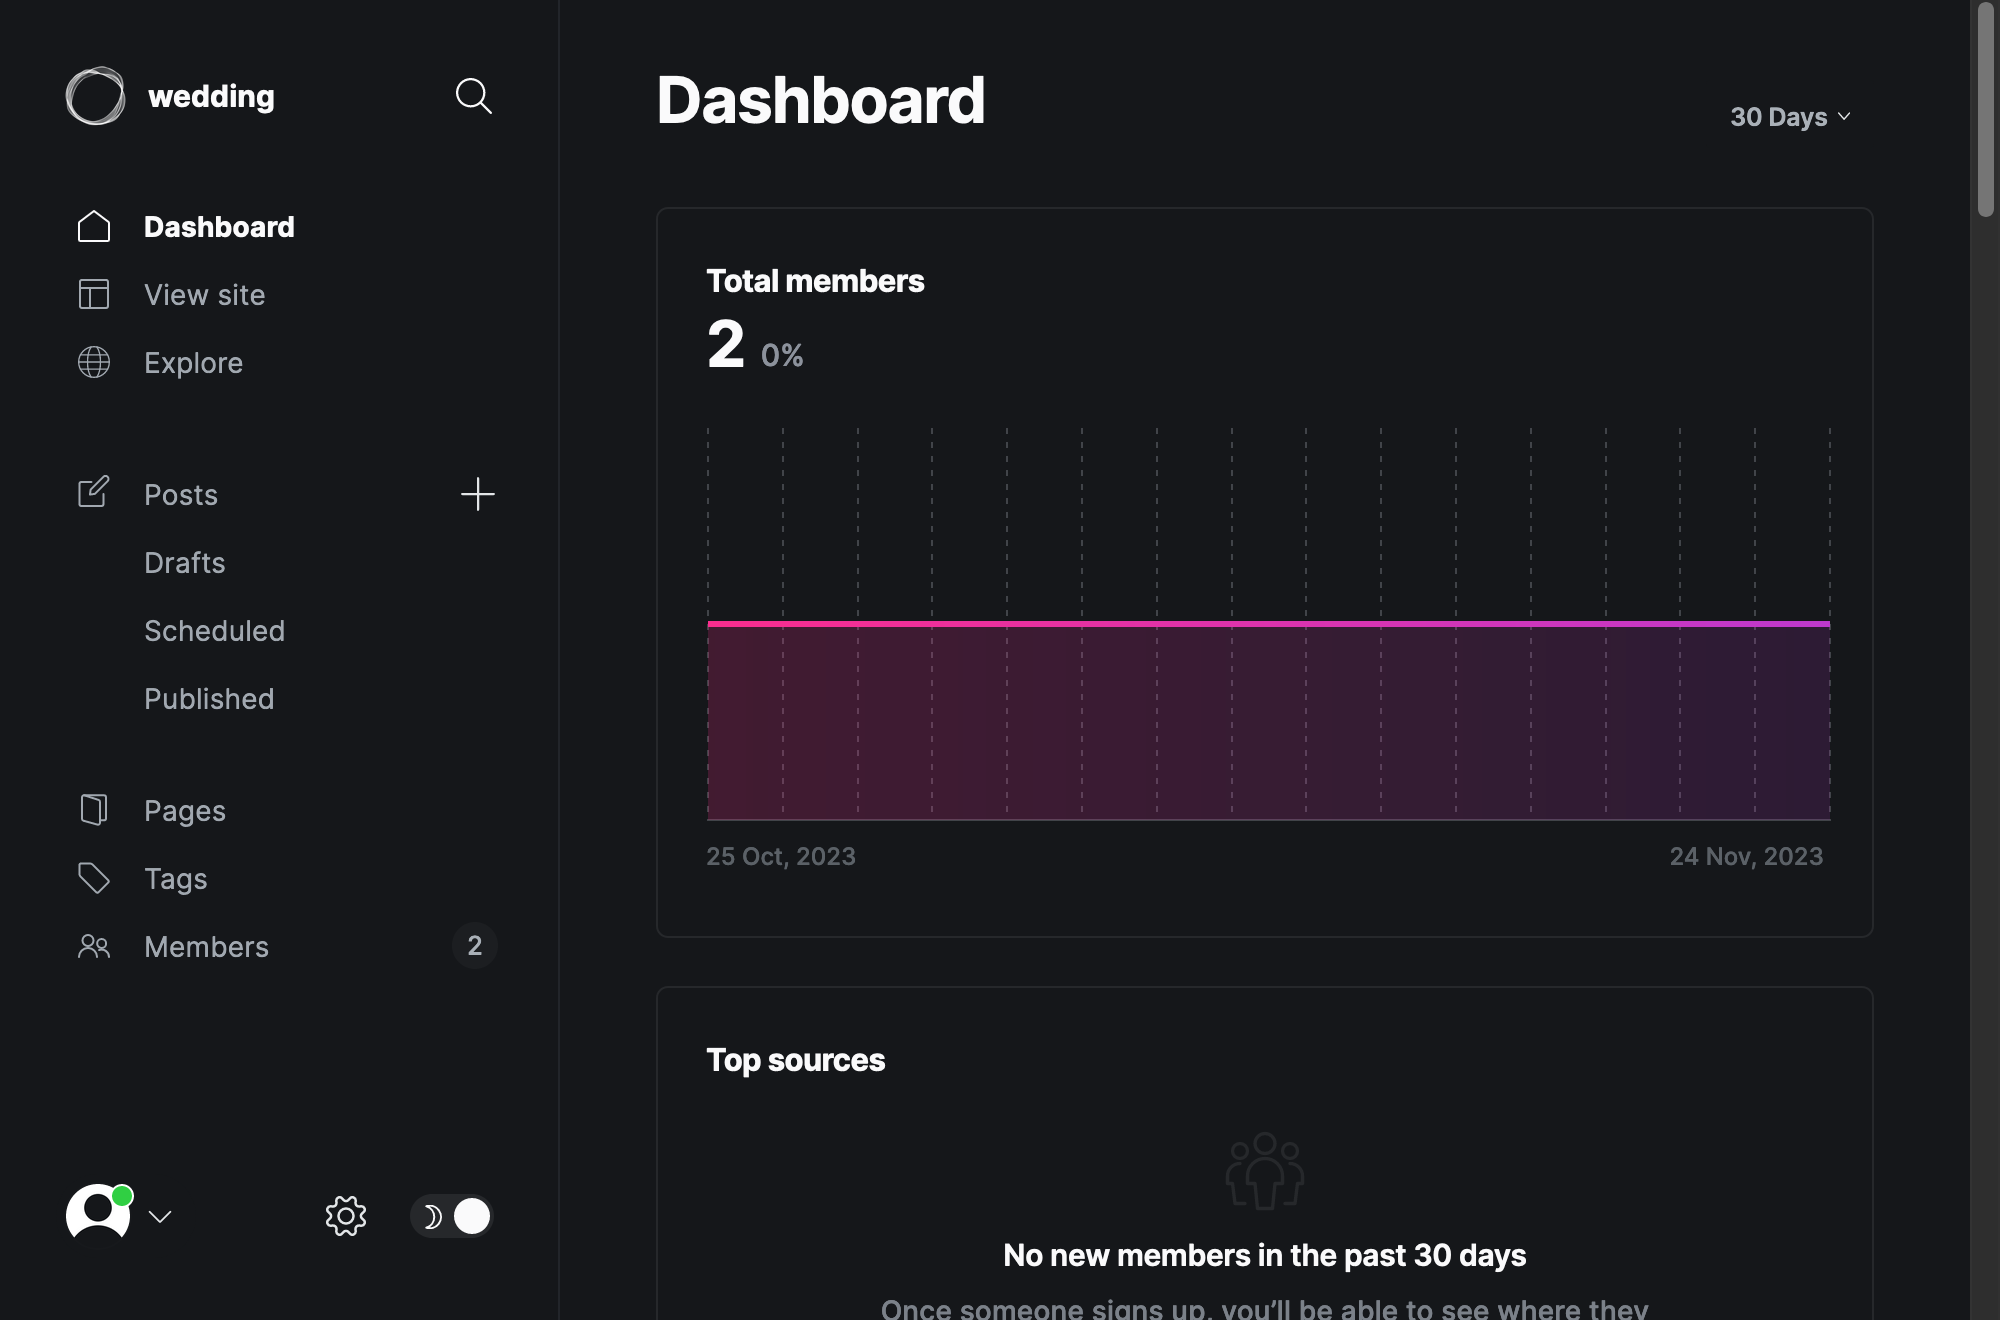 wedding
Dashboard
View site
Explore
Posts
Drafts
Scheduled
Published
Pages
Tags
Members
2
Dashboard
30 Days
Total members
2 0%
25 Oct, 2023
24 Nov, 2023
Top sources
No new members in the past 30 days
Once someone signs up, you’ll be able to see where they